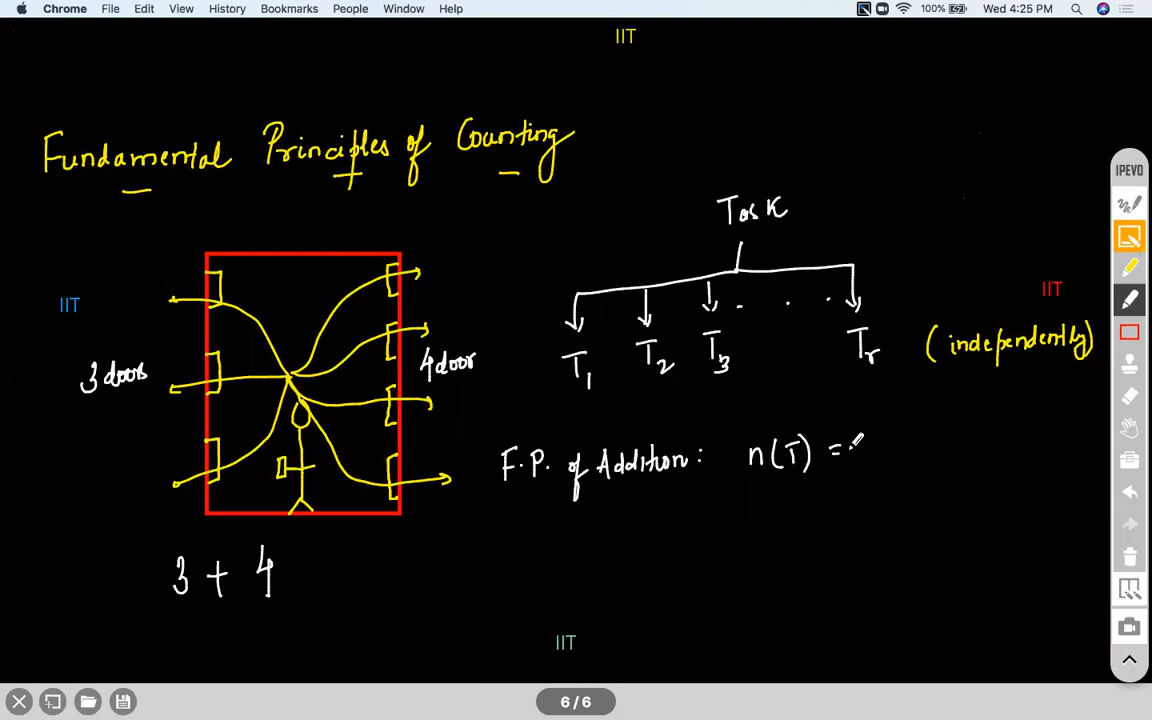 Chrome File Edit View History Bookmarks People Window Help 100% Wed 4:25 PM
IIT
Fundamental Principles of Counting
Task
IIT
IIT
T1 T2 T3 . . . Tr (independently)
3 doors
4 door
F.P. of Addition: n(T) =
3 + 4
IIT
6/6
IPEVO